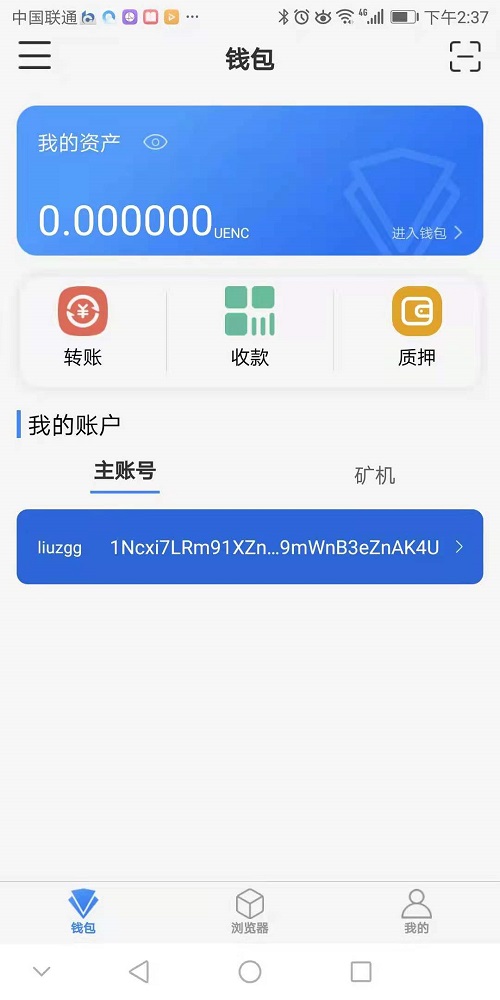 中国联通 4G 下午2:37
钱包
我的资产
0.000000 UENC
进入钱包
转账 收款 质押
我的账户
主账号 矿机
liuzgg 1Ncxi7LRm91XZn...9mWnB3eZnAK4U
钱包 浏览器 我的